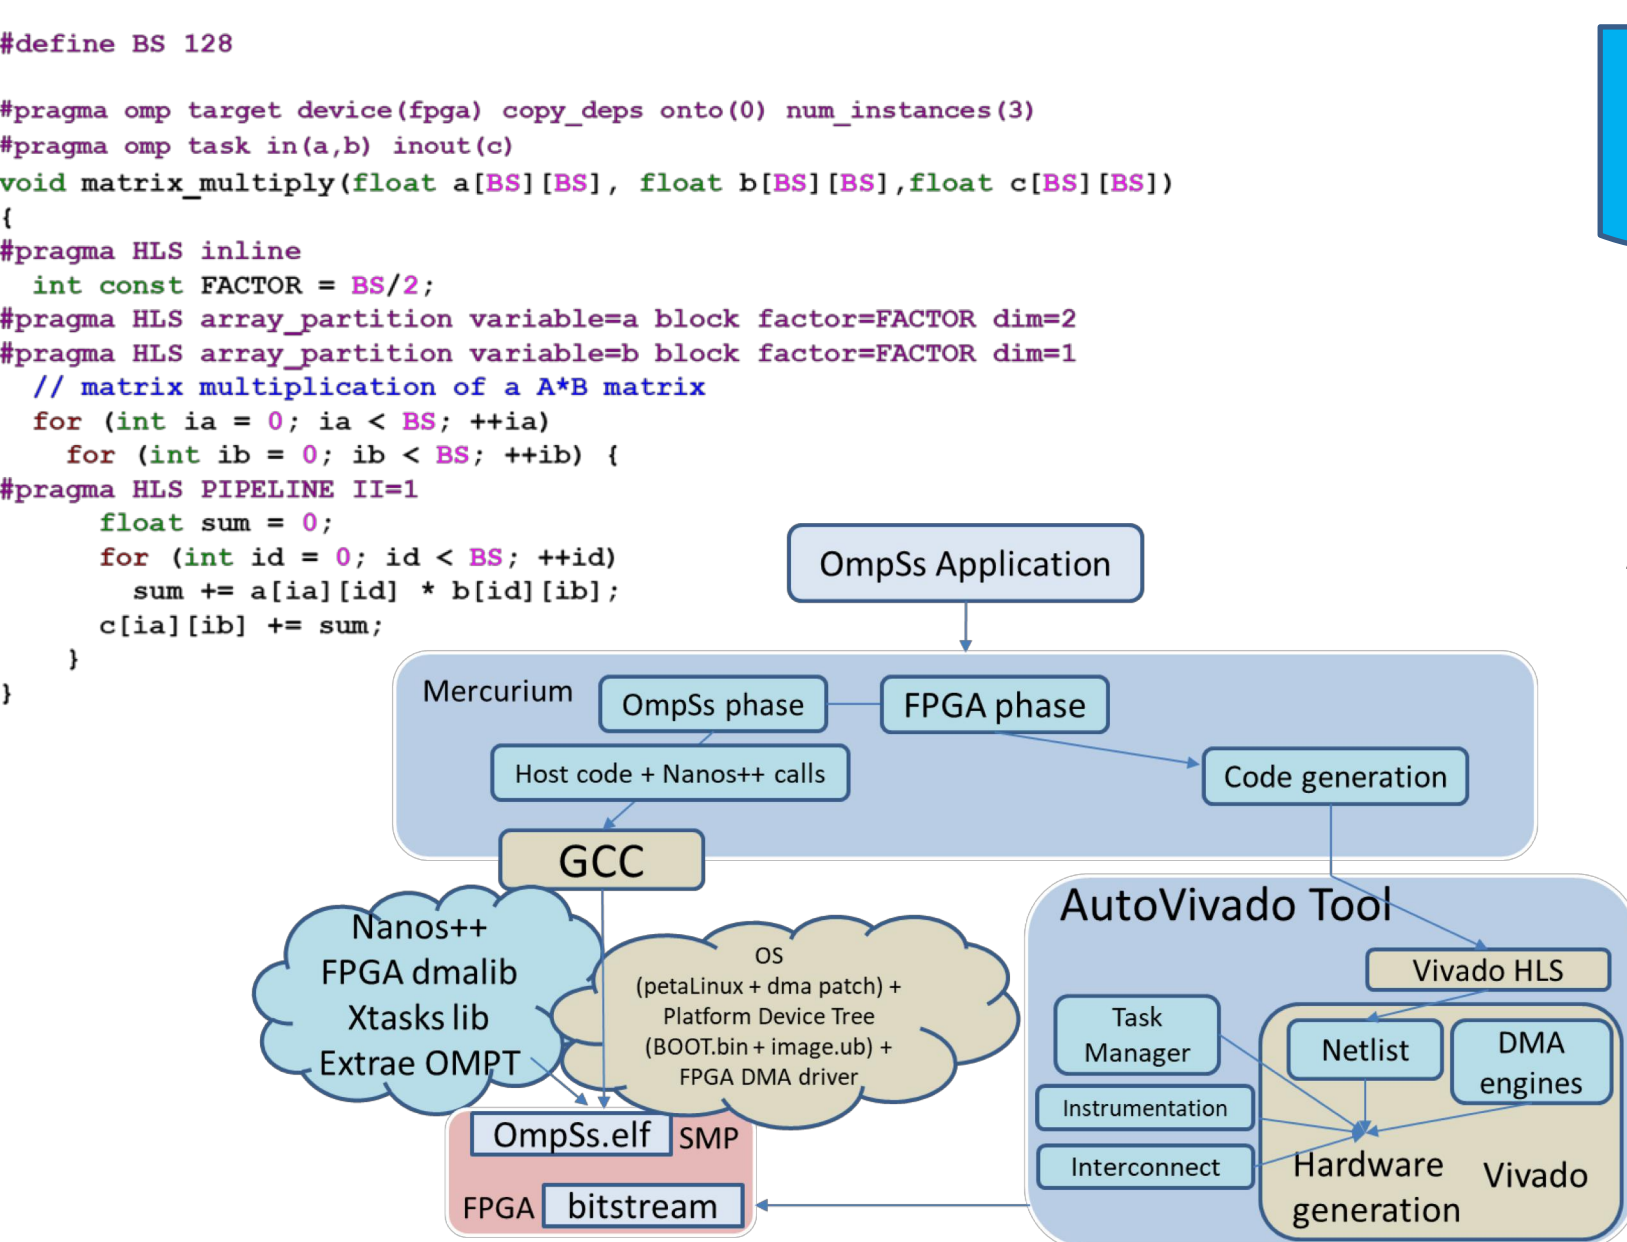 #define BS 128
#pragma omp target device(fpga) copy_deps onto(0) num_instances(3)
#pragma omp task in(a,b) inout(c)
void matrix_multiply(float a[BS][BS], float b[BS][BS],float c[BS][BS])
{
#pragma HLS inline
int const FACTOR = BS/2;
#pragma HLS array_partition variable=a block factor=FACTOR dim=2
#pragma HLS array_partition variable=b block factor=FACTOR dim=1
// matrix multiplication of a A*B matrix
for (int ia = 0; ia < BS; ++ia)
for (int ib = 0; ib < BS; ++ib) {
#pragma HLS PIPELINE II=1
float sum = 0;
for (int id = 0; id < BS; ++id)
sum += a[ia][id] * b[id][ib];
c[ia][ib] += sum;
}
}
OmpSs Application
Mercurium
OmpSs phase
FPGA phase
Host code + Nanos++ calls
Code generation
GCC
Nanos++
FPGA dmalib
Xtasks lib
Extrae OMPT
OS
(petaLinux + dma patch) +
Platform Device Tree
(BOOT.bin + image.ub) +
FPGA DMA driver
OmpSs.elf
SMP
FPGA
bitstream
AutoVivado Tool
Vivado HLS
Task
Manager
Netlist
DMA
engines
Instrumentation
Interconnect
Hardware
generation
Vivado